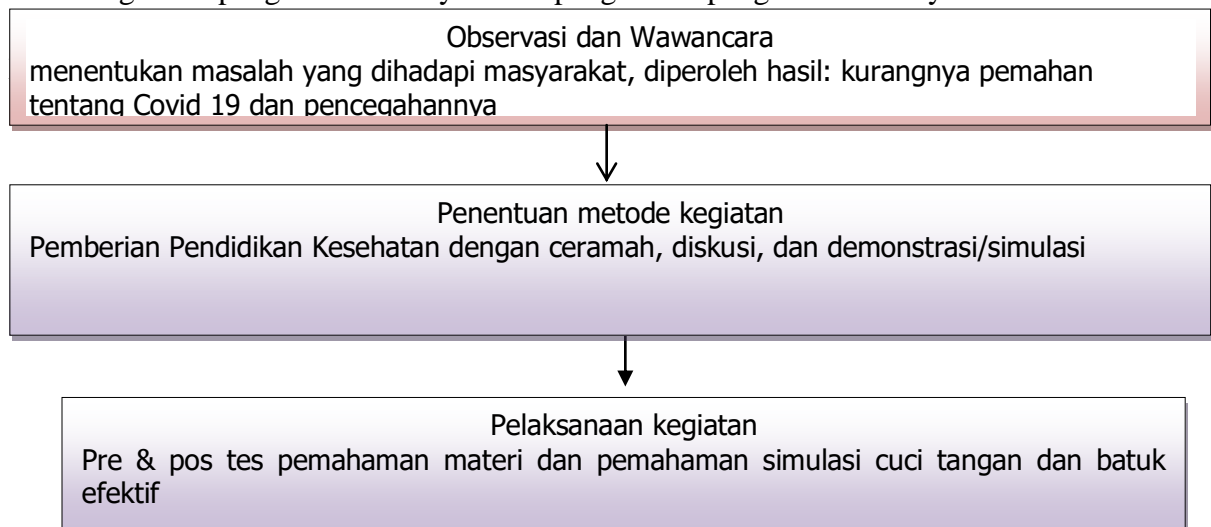 Observasi dan Wawancara
menentukan masalah yang dihadapi masyarakat, diperoleh hasil: kurangnya pemahan
tentang Covid 19 dan pencegahannya
Penentuan metode kegiatan
Pemberian Pendidikan Kesehatan dengan ceramah, diskusi, dan demonstrasi/simulasi
Pelaksanaan kegiatan
Pre & pos tes pemahaman materi dan pemahaman simulasi cuci tangan dan batuk
efektif